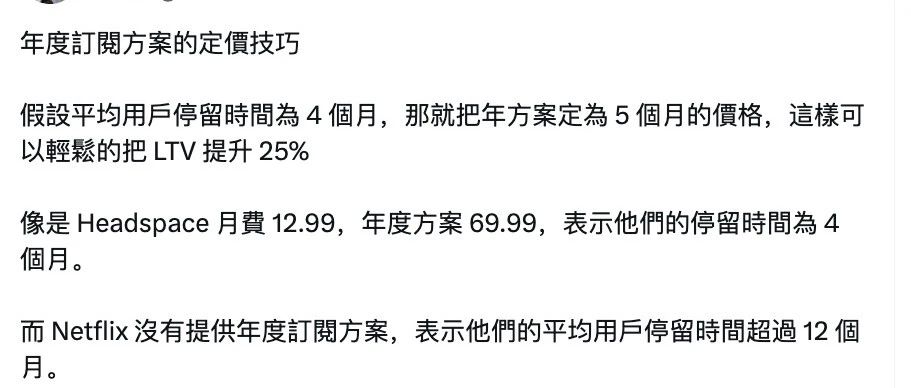 年度訂閱方案的定價技巧
假設平均用戶停留時間為 4 個月，那就把年方案定為 5 個月的價格，這樣可
以輕鬆的把 LTV 提升 25%
像是 Headspace 月費 12.99，年度方案 69.99，表示他們的停留時間為 4
個月。
而 Netflix 沒有提供年度訂閱方案，表示他們的平均用戶停留時間超過 12 個
月。